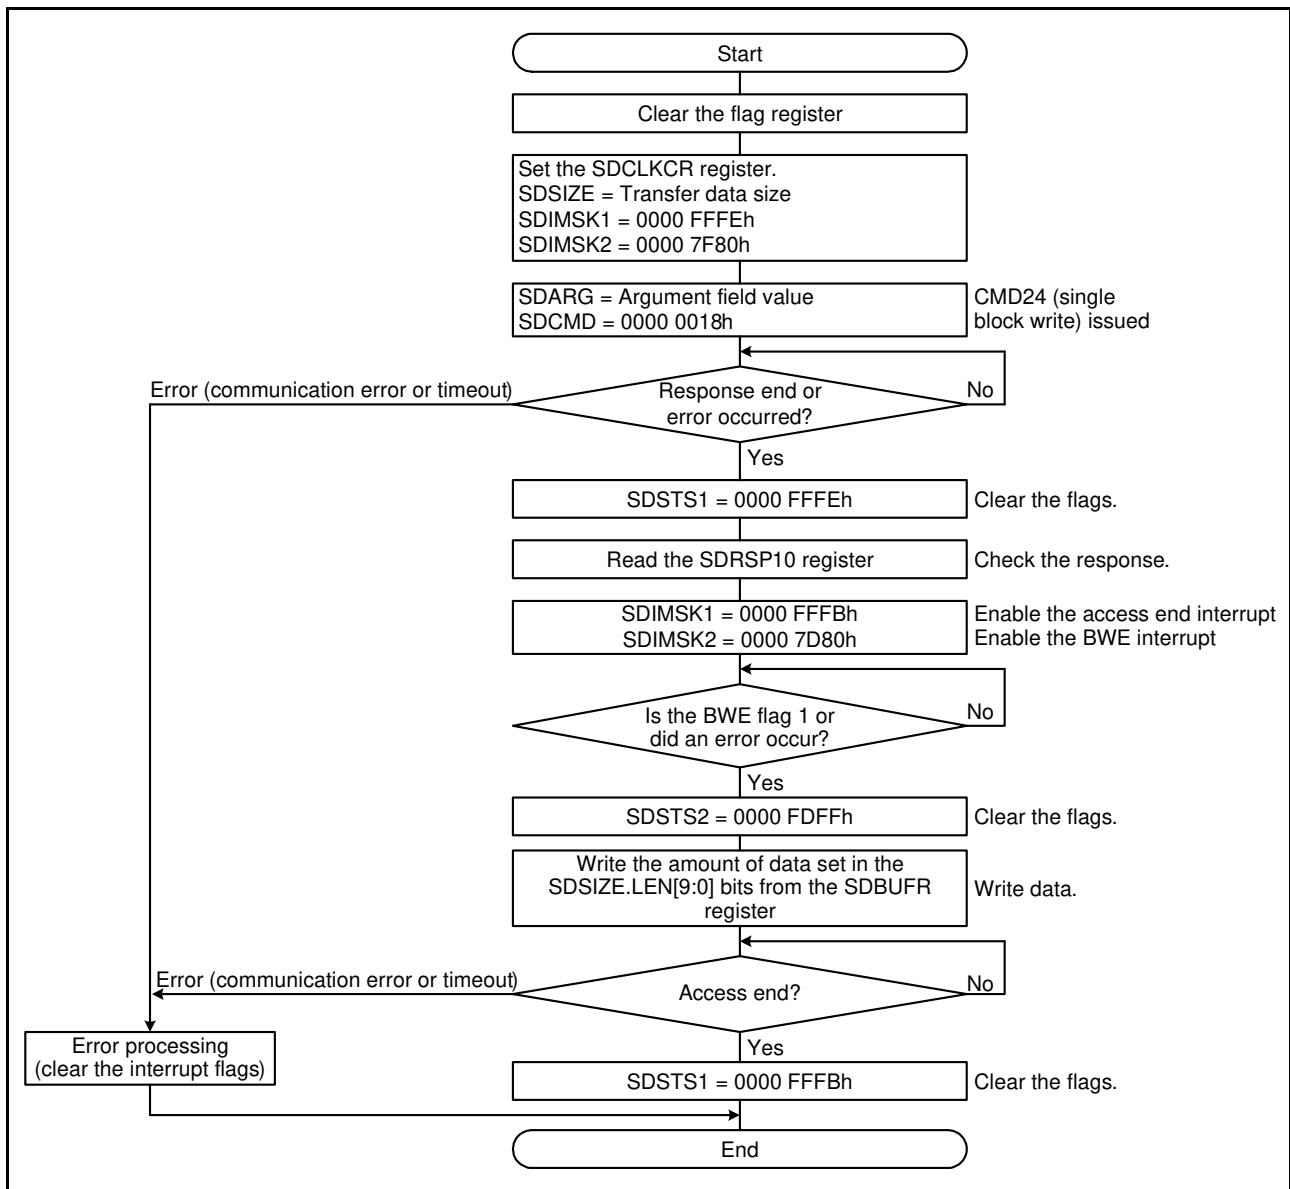 Start
Clear the flag register
Set the SDCLKCR register.
SDSIZE = Transfer data size
SDIMSK1 = 0000 FFFEh
SDIMSK2 = 0000 7F80h
SDARG = Argument field value
SDCMD = 0000 0018h
CMD24 (single
block write) issued
Error (communication error or timeout)
Response end or
error occurred?
No
Yes
SDSTS1 = 0000 FFFEh
Clear the flags.
Read the SDRSP10 register
Check the response.
SDIMSK1 = 0000 FFFBh
SDIMSK2 = 0000 7D80h
Enable the access end interrupt
Enable the BWE interrupt
Is the BWE flag 1 or
did an error occur?
No
Yes
SDSTS2 = 0000 FDFFh
Clear the flags.
Write the amount of data set in the
SDSIZE.LEN[9:0] bits from the SDBUFR
register
Write data.
Error (communication error or timeout)
Access end?
No
Yes
Error processing
(clear the interrupt flags)
SDSTS1 = 0000 FFFBh
Clear the flags.
End